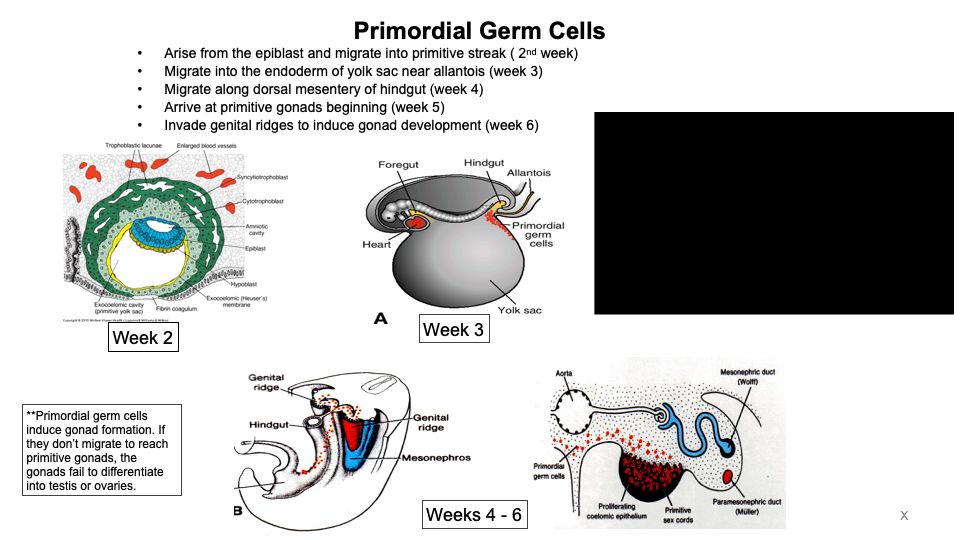 Primordial Germ Cells
• Arise from the epiblast and migrate into primitive streak ( 2nd week)
• Migrate into the endoderm of yolk sac near allantois (week 3)
• Migrate along dorsal mesentery of hindgut (week 4)
• Arrive at primitive gonads beginning (week 5)
• Invade genital ridges to induce gonad development (week 6)
Trophoblastic lacunae
Enlarged blood vessels
Syncytiotrophoblast
Cytotrophoblast
Amniotic
cavity
Epiblast
Hypoblast
Exocoelomic (Heuser's)
membrane
Fibrin coagulum
Exocoelomic cavity
(primitive yolk sac)
Week 2
Foregut
Hindgut
Allantois
Primordial
germ
cells
Heart
Yolk sac
A
Week 3
**Primordial germ cells
induce gonad formation. If
they don't migrate to reach
primitive gonads, the
gonads fail to differentiate
into testis or ovaries.
Genital
ridge
Hindgut
Genital
ridge
Mesonephros
B
Weeks 4 - 6
Aorta
Mesonephric duct
(Wolff)
Primordial
germ cells
Proliferating
coelomic epithelium
Primitive
sex cords
Paramesonephric duct
(Müller)
X